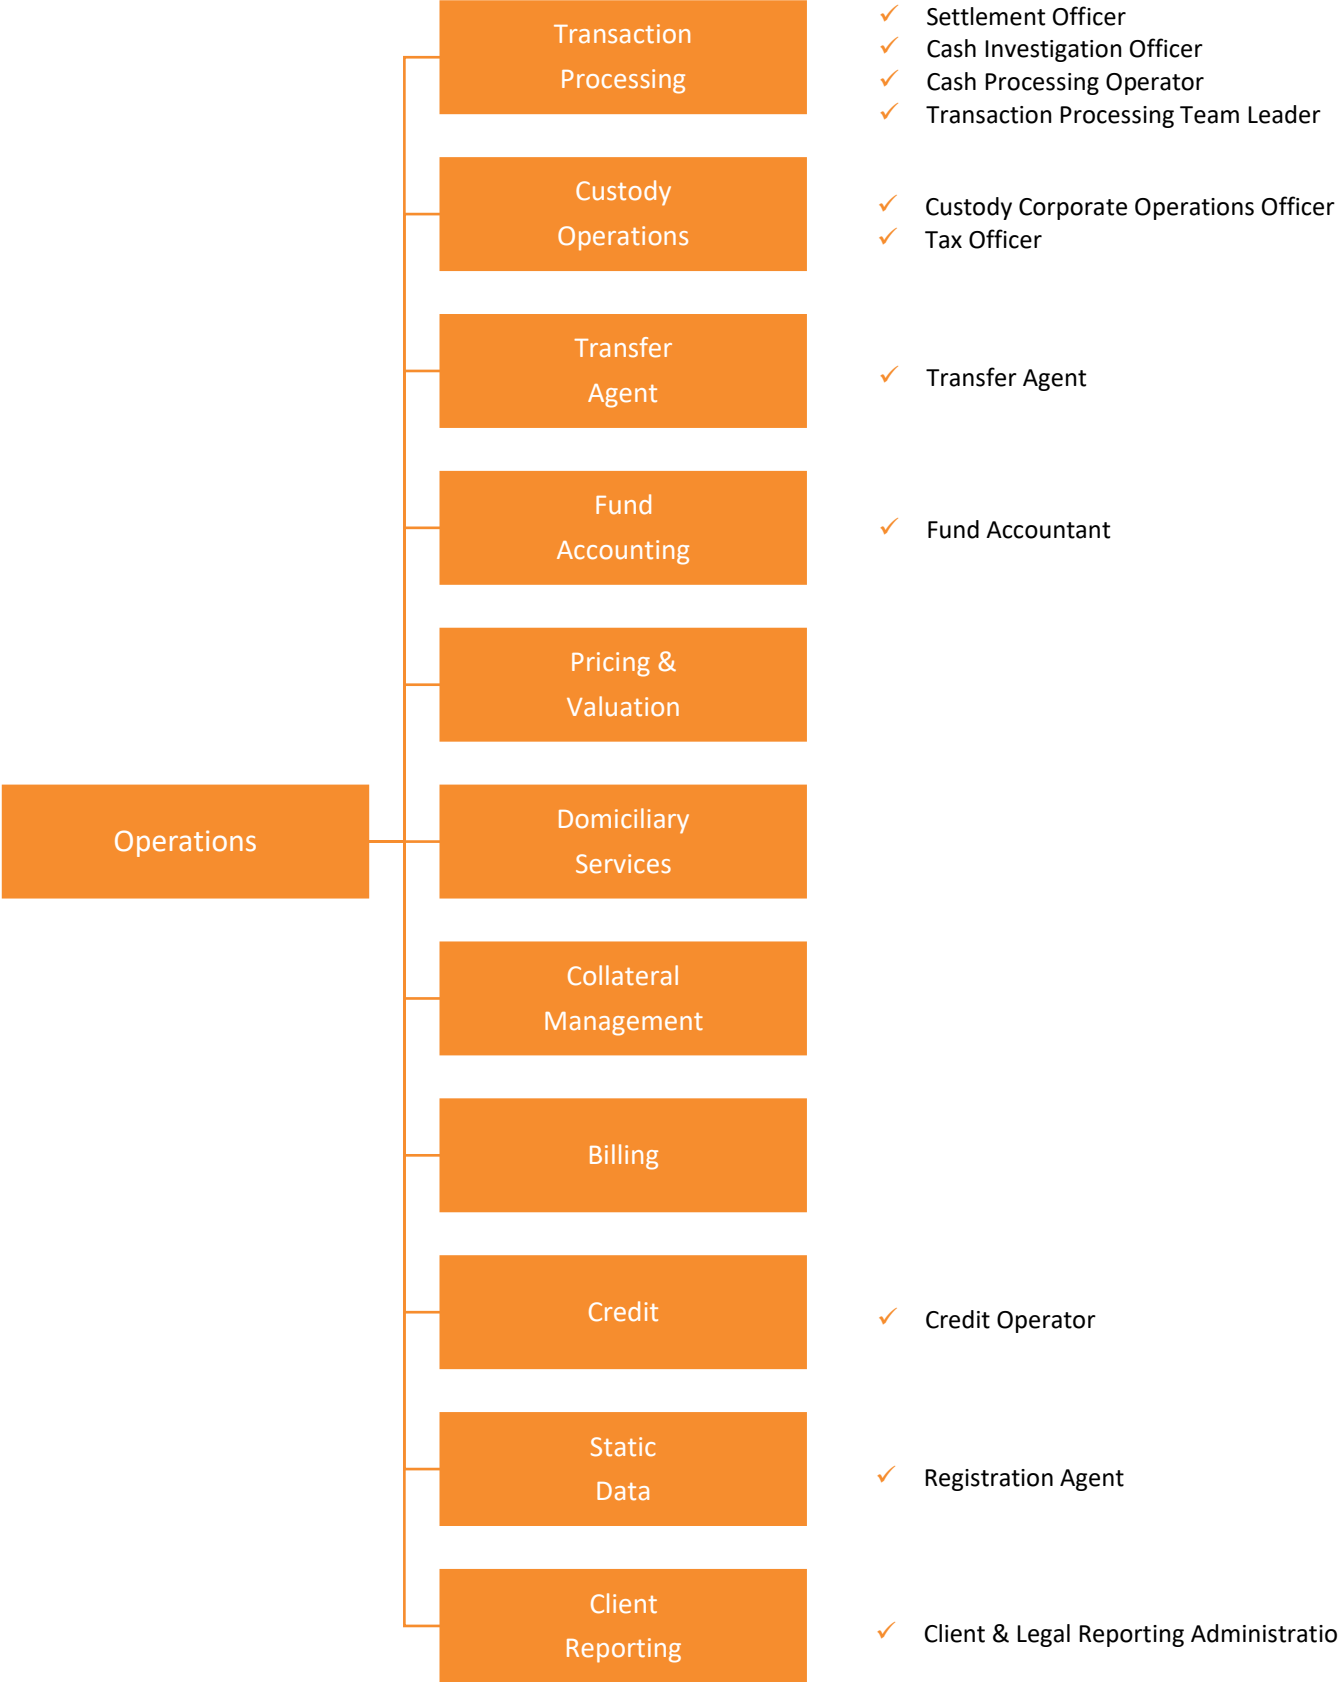 Transaction
Processing
Settlement Officer
Cash Investigation Officer
Cash Processing Operator
Transaction Processing Team Leader
Custody
Operations
Custody Corporate Operations Officer
Tax Officer
Transfer
Agent
Transfer Agent
Fund
Accounting
Fund Accountant
Pricing &
Valuation
Operations
Domiciliary
Services
Collateral
Management
Billing
Credit
Credit Operator
Static
Data
Registration Agent
Client
Reporting
Client & Legal Reporting Administratio